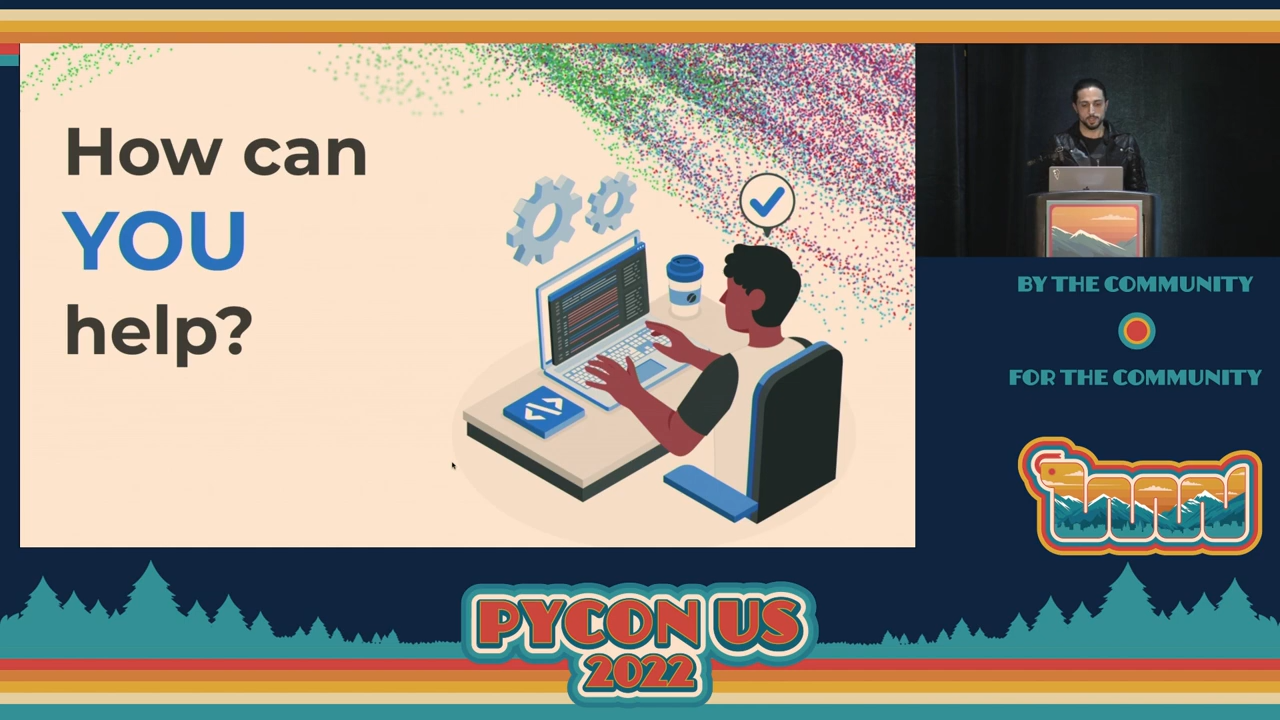 How can
YOU
help?
BY THE COMMUNITY
FOR THE COMMUNITY
PYCON US
2022